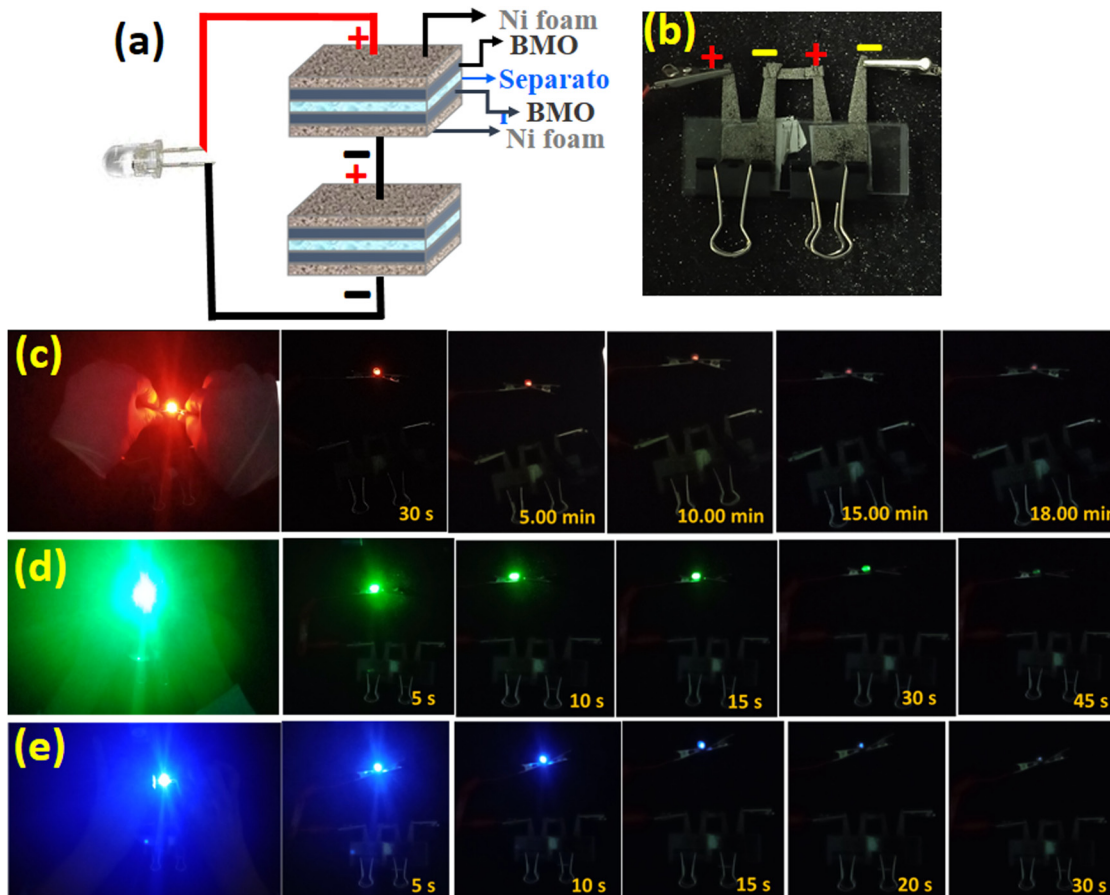 (a)
+
Ni foam
BMO
Separato
r
BMO
Ni foam
−
+
−
(b)
+ − + −
(c)
30 s
5.00 min
10.00 min
15.00 min
18.00 min
(d)
5 s
10 s
15 s
30 s
45 s
(e)
5 s
10 s
15 s
20 s
30 s